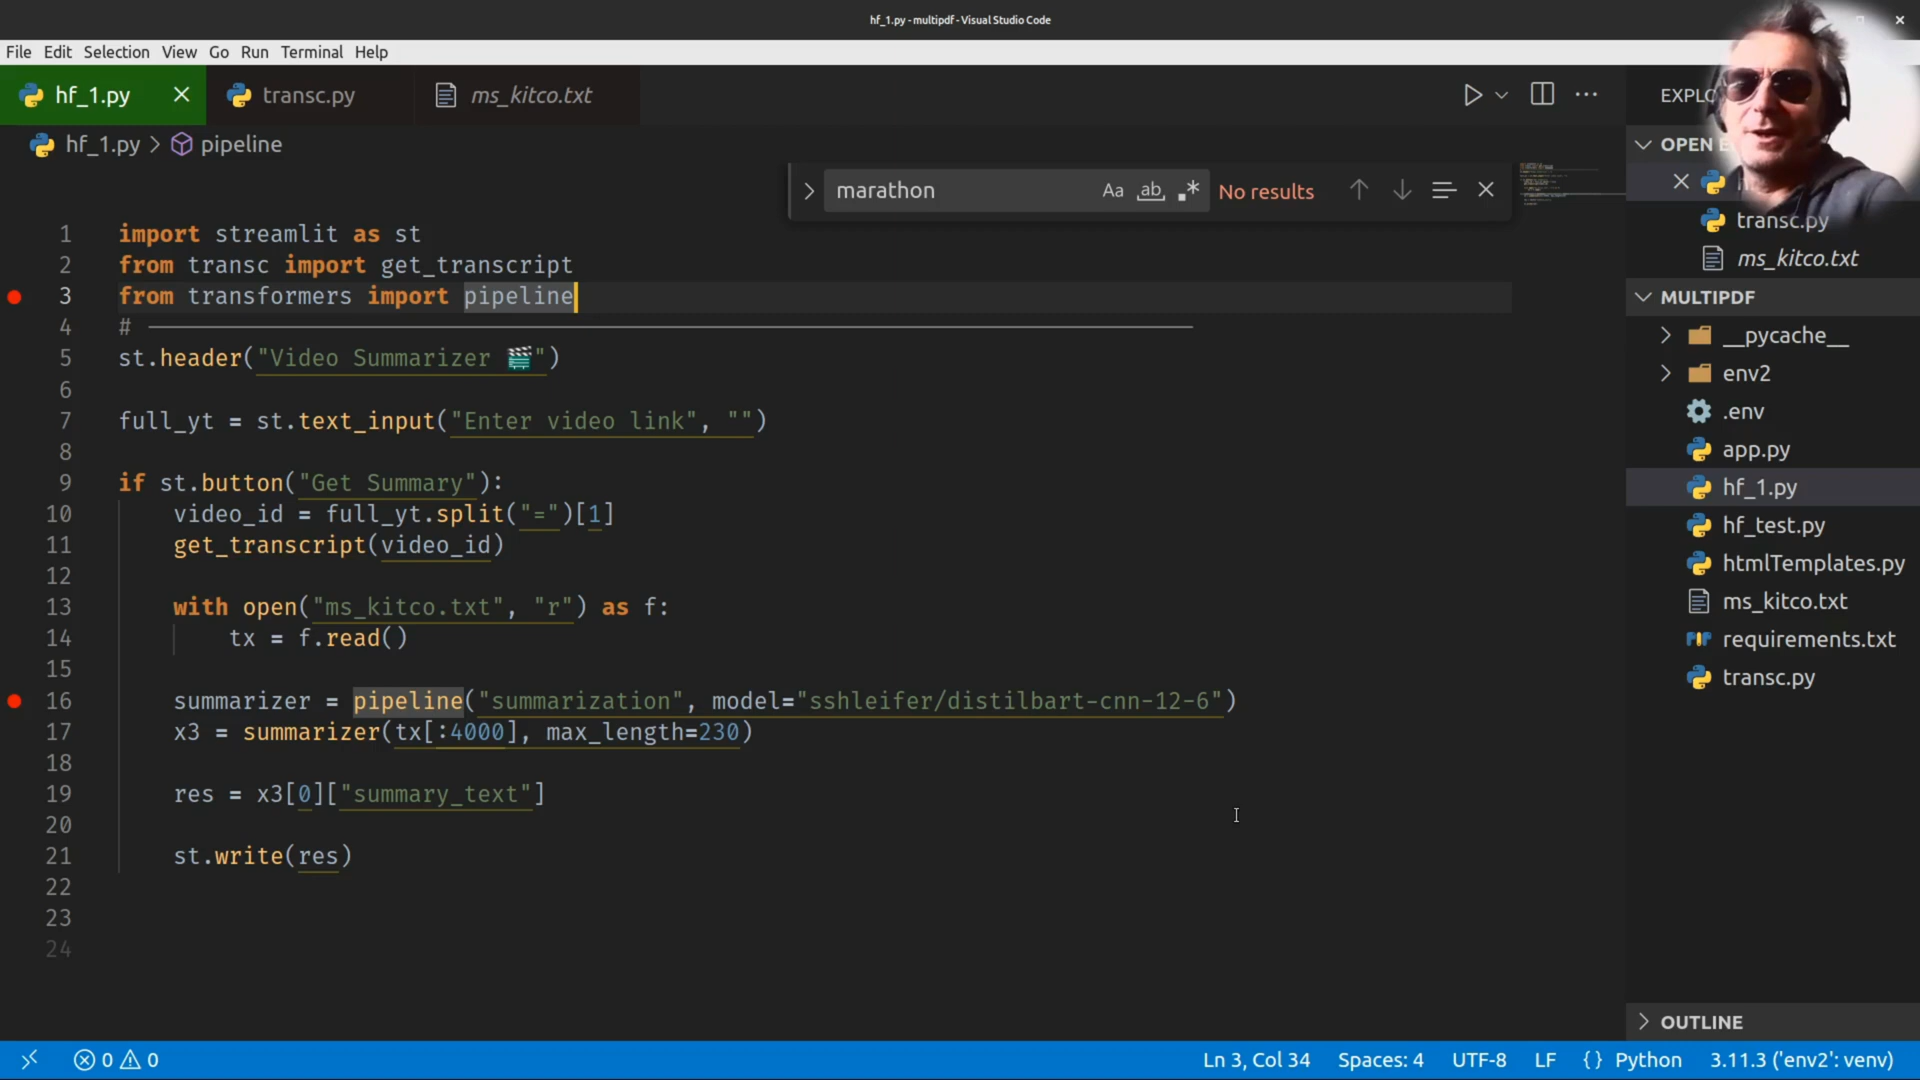 hf_1.py - multipdf - Visual Studio Code
File Edit Selection View Go Run Terminal Help
hf_1.py transc.py ms_kitco.txt
EXPLO
hf_1.py > pipeline
OPEN E
marathon Aa ab No results
transc.py
ms_kitco.txt
MULTIPDF
__pycache__
env2
.env
app.py
hf_1.py
hf_test.py
htmlTemplates.py
ms_kitco.txt
requirements.txt
transc.py
OUTLINE
1 import streamlit as st
2 from transc import get_transcript
3 from transformers import pipeline
4 # 
5 st.header("Video Summarizer 🎬")
6
7 full_yt = st.text_input("Enter video link", "")
8
9 if st.button("Get Summary"):
10 video_id = full_yt.split("=")[1]
11 get_transcript(video_id)
12
13 with open("ms_kitco.txt", "r") as f:
14 tx = f.read()
15
16 summarizer = pipeline("summarization", model="sshleifer/distilbart-cnn-12-6")
17 x3 = summarizer(tx[:4000], max_length=230)
18
19 res = x3[0]["summary_text"]
20
21 st.write(res)
22
23
24
0 0 Ln 3, Col 34 Spaces: 4 UTF-8 LF {} Python 3.11.3 ('env2': venv)